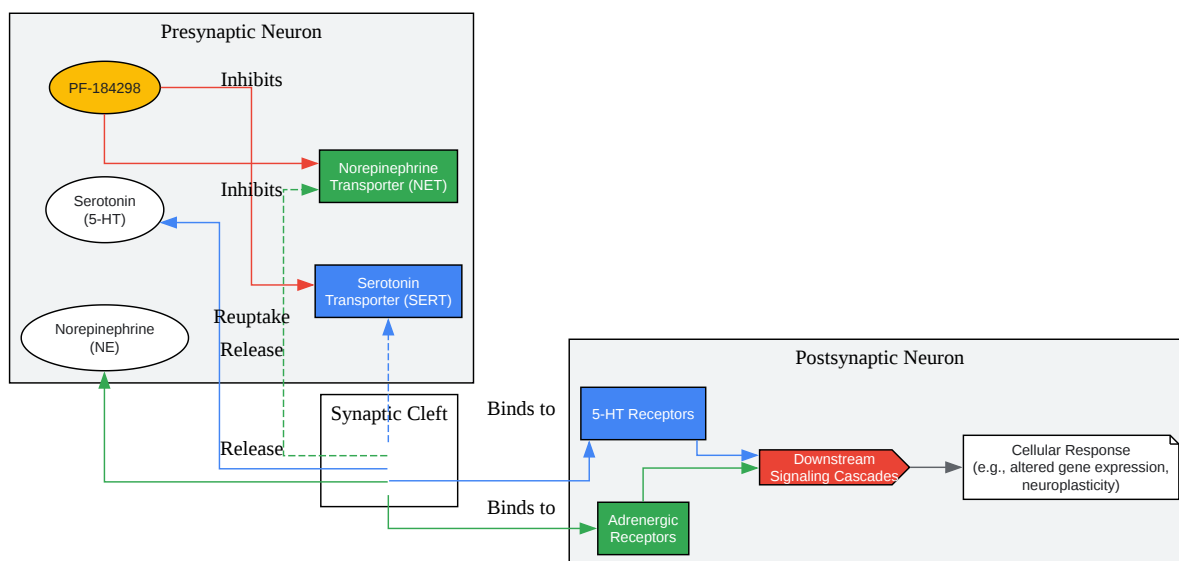 Presynaptic Neuron
PF-184298
Inhibits
Norepinephrine
Transporter (NET)
Inhibits
Serotonin
(5-HT)
Serotonin
Transporter (SERT)
Reuptake
Norepinephrine
(NE)
Release
Postsynaptic Neuron
Synaptic Cleft
Binds to
5-HT Receptors
Release
Downstream
Signaling Cascades
Cellular Response
(e.g., altered gene expression,
neuroplasticity)
Binds to
Adrenergic
Receptors